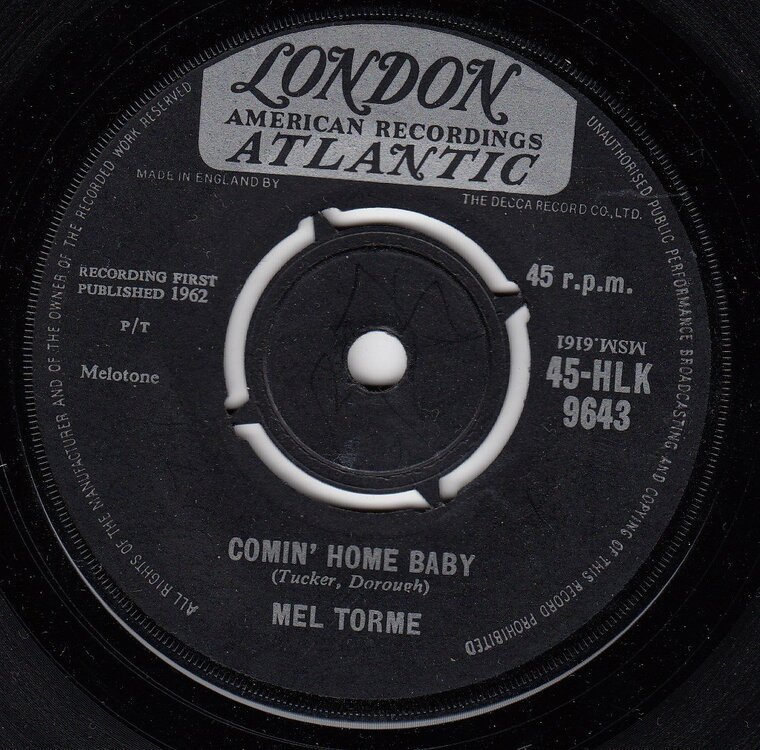 LONDON
AMERICAN RECORDINGS
ATLANTIC
MADE IN ENGLAND BY
THE DECCA RECORD CO., LTD.
ALL RIGHTS OF THE MANUFACTURER AND OF THE OWNER OF THE RECORDED WORK RESERVED
UNAUTHORISED PUBLIC PERFORMANCE BROADCASTING AND COPYING OF THIS RECORD PROHIBITED
RECORDING FIRST
PUBLISHED 1962
P/T
Melotone
45 r.p.m.
MSM.6161
45-HLK
9643
COMIN' HOME BABY
(Tucker, Dorough)
MEL TORME